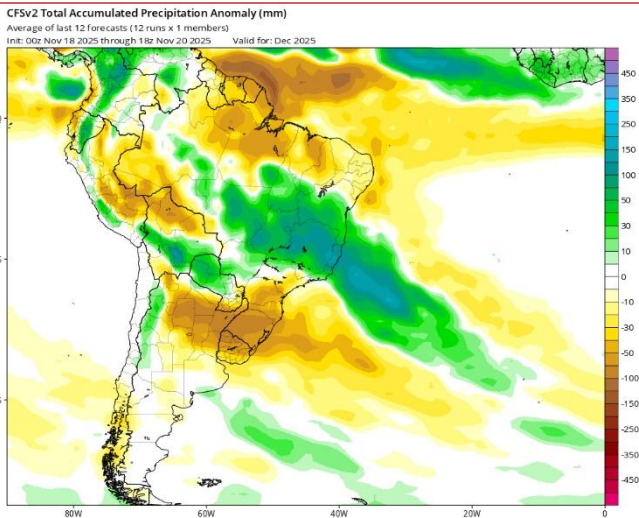 CFSv2 Total Accumulated Precipitation Anomaly (mm)
Average of last 12 forecasts (12 runs x 1 members)
Init: 00z Nov 18 2025 through 18z Nov 20 2025 Valid for: Dec 2025
450
350
250
150
100
50
30
10
0
-10
-30
-50
-100
-150
-250
-350
-450
80W
60W
40W
20W
0